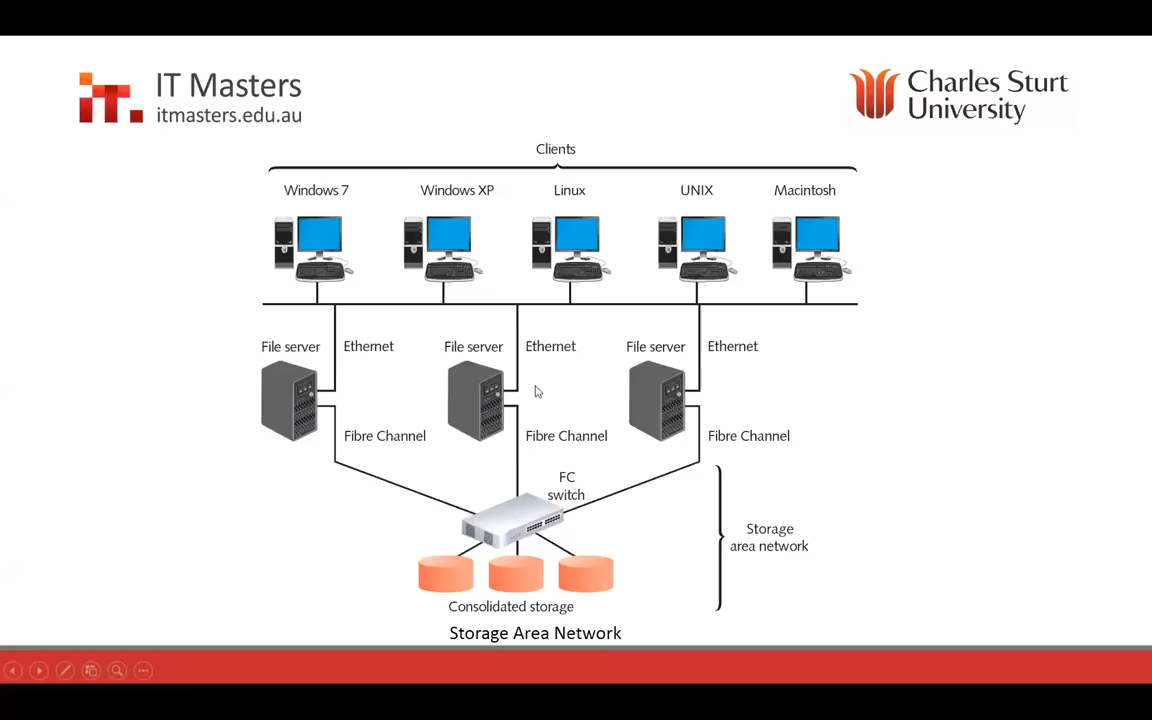 IT Masters
itmasters.edu.au
Charles Sturt
University
Clients
Windows 7 Windows XP Linux UNIX Macintosh
File server Ethernet File server Ethernet File server Ethernet
Fibre Channel Fibre Channel Fibre Channel
FC
switch
Storage
area network
Consolidated storage
Storage Area Network